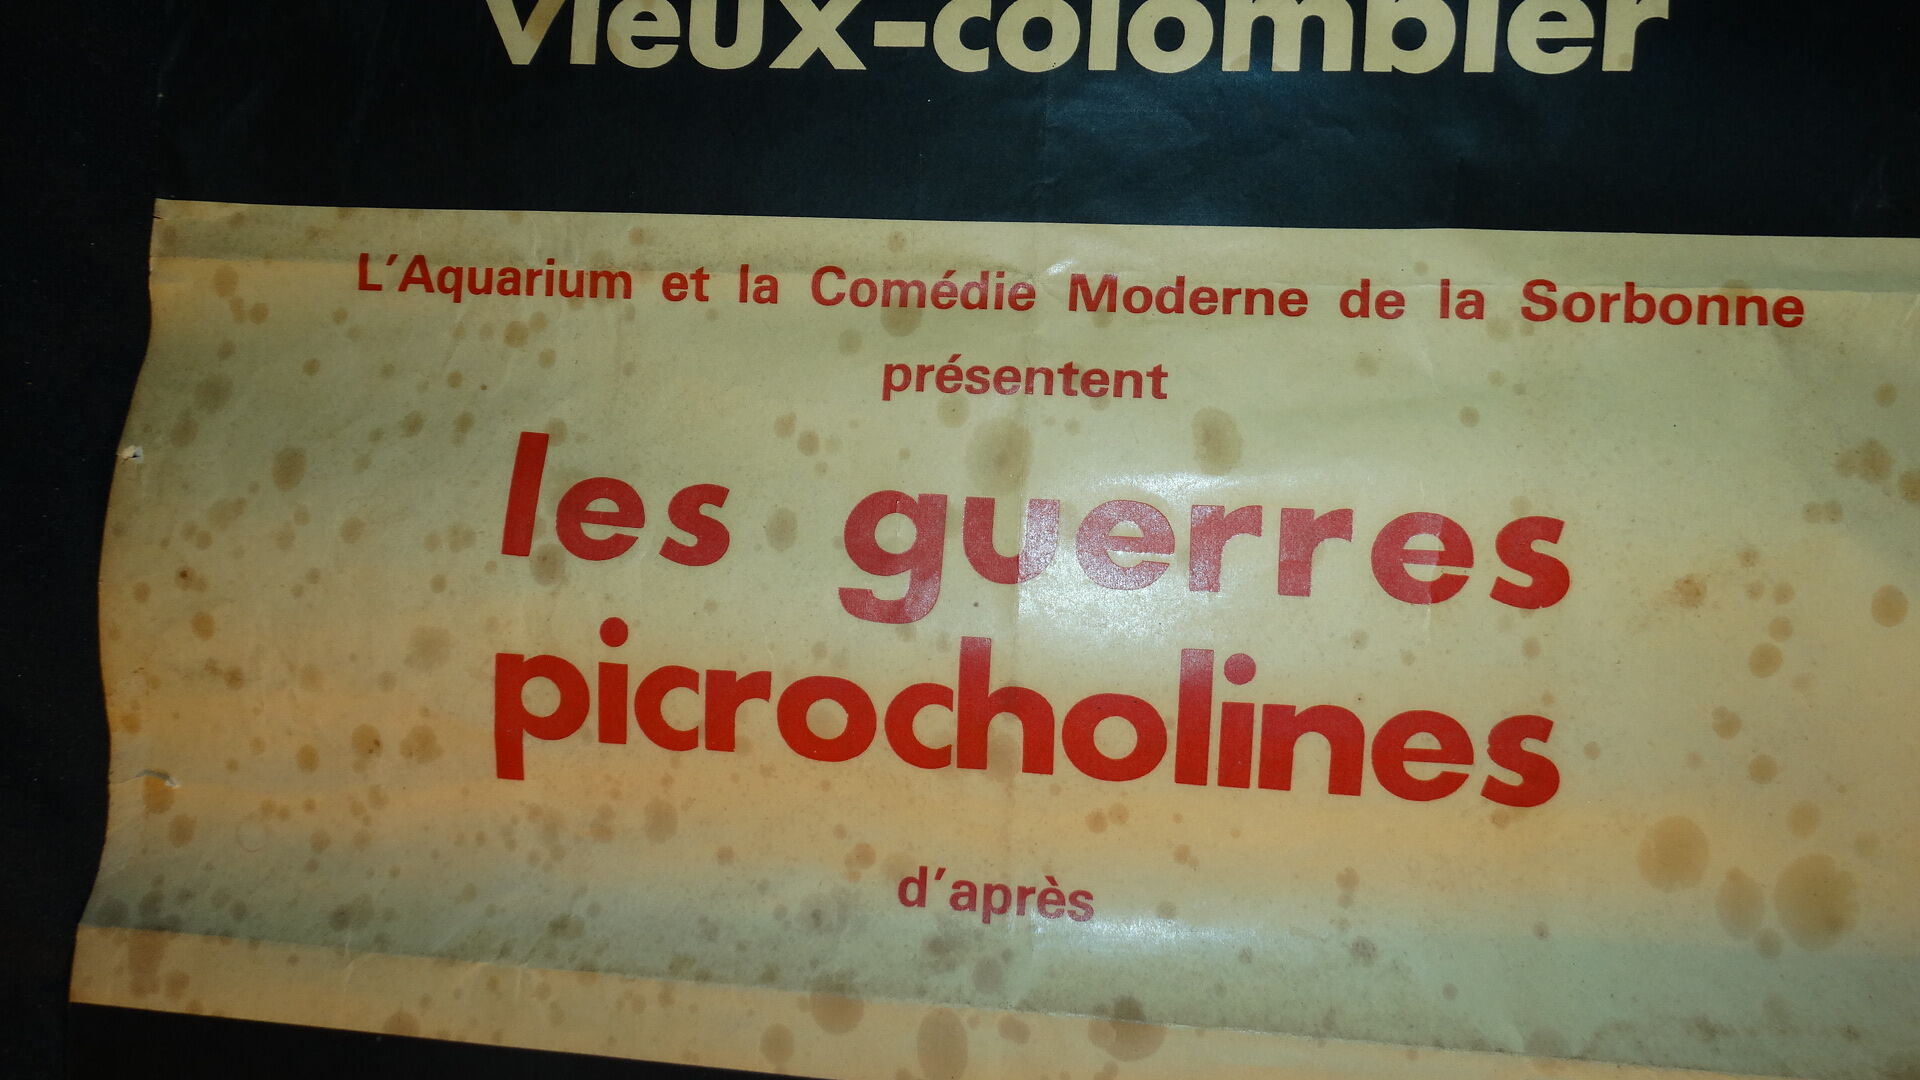 vieux-colombier
L'Aquarium et la Comédie Moderne de la Sorbonne
présentent
les guerres
picrocholines
d'après